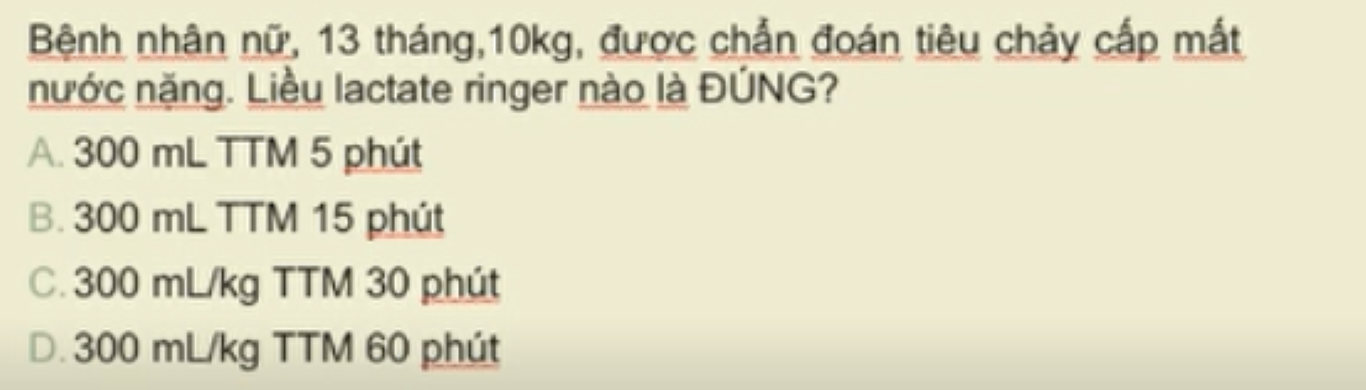 Bệnh nhân nữ, 13 tháng,10kg, được chẩn đoán tiêu chảy cấp mất
nước nặng. Liều lactate ringer nào là ĐÚNG?
A. 300 mL TTM 5 phút
B. 300 mL TTM 15 phút
C. 300 mL/kg TTM 30 phút
D. 300 mL/kg TTM 60 phút